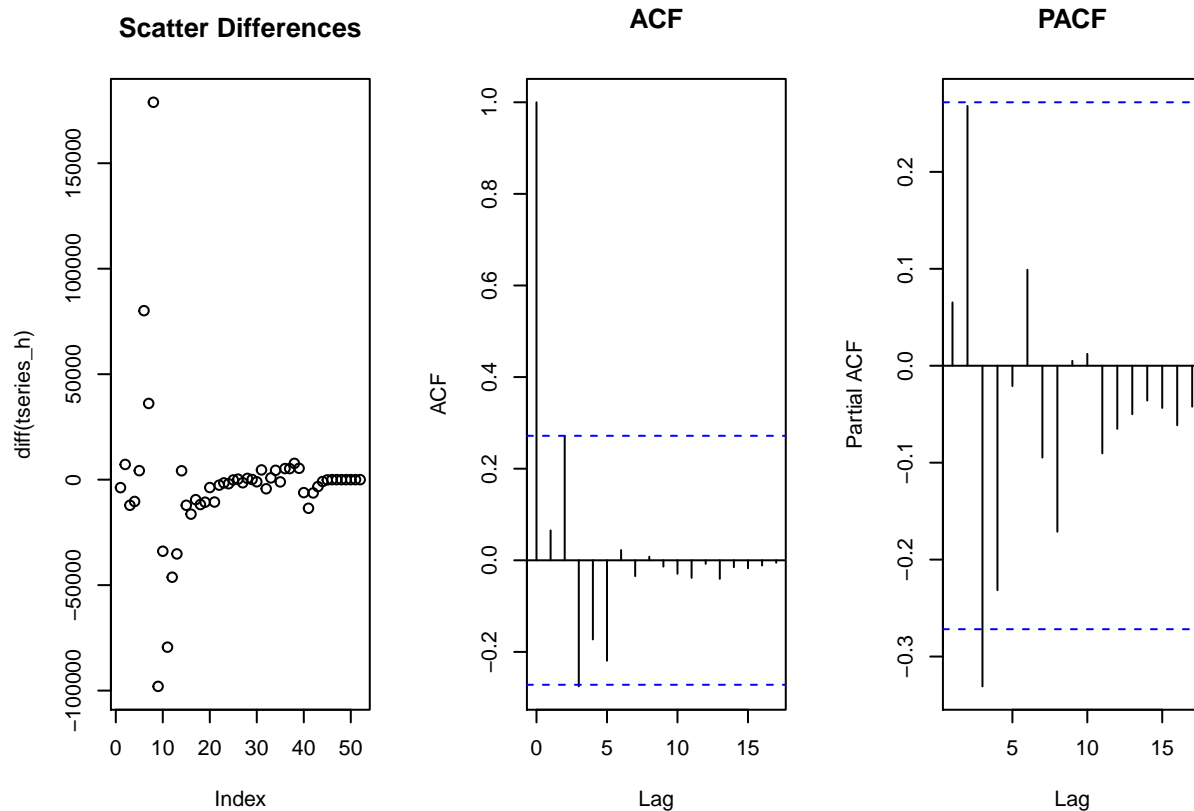 Scatter Differences
diff(tseries_h)
150000
100000
50000
0
−50000
−100000
0 10 20 30 40 50
Index
ACF
ACF
1.0
0.8
0.6
0.4
0.2
0.0
−0.2
0 5 10 15
Lag
PACF
Partial ACF
0.2
0.1
0.0
−0.1
−0.2
−0.3
5 10 15
Lag